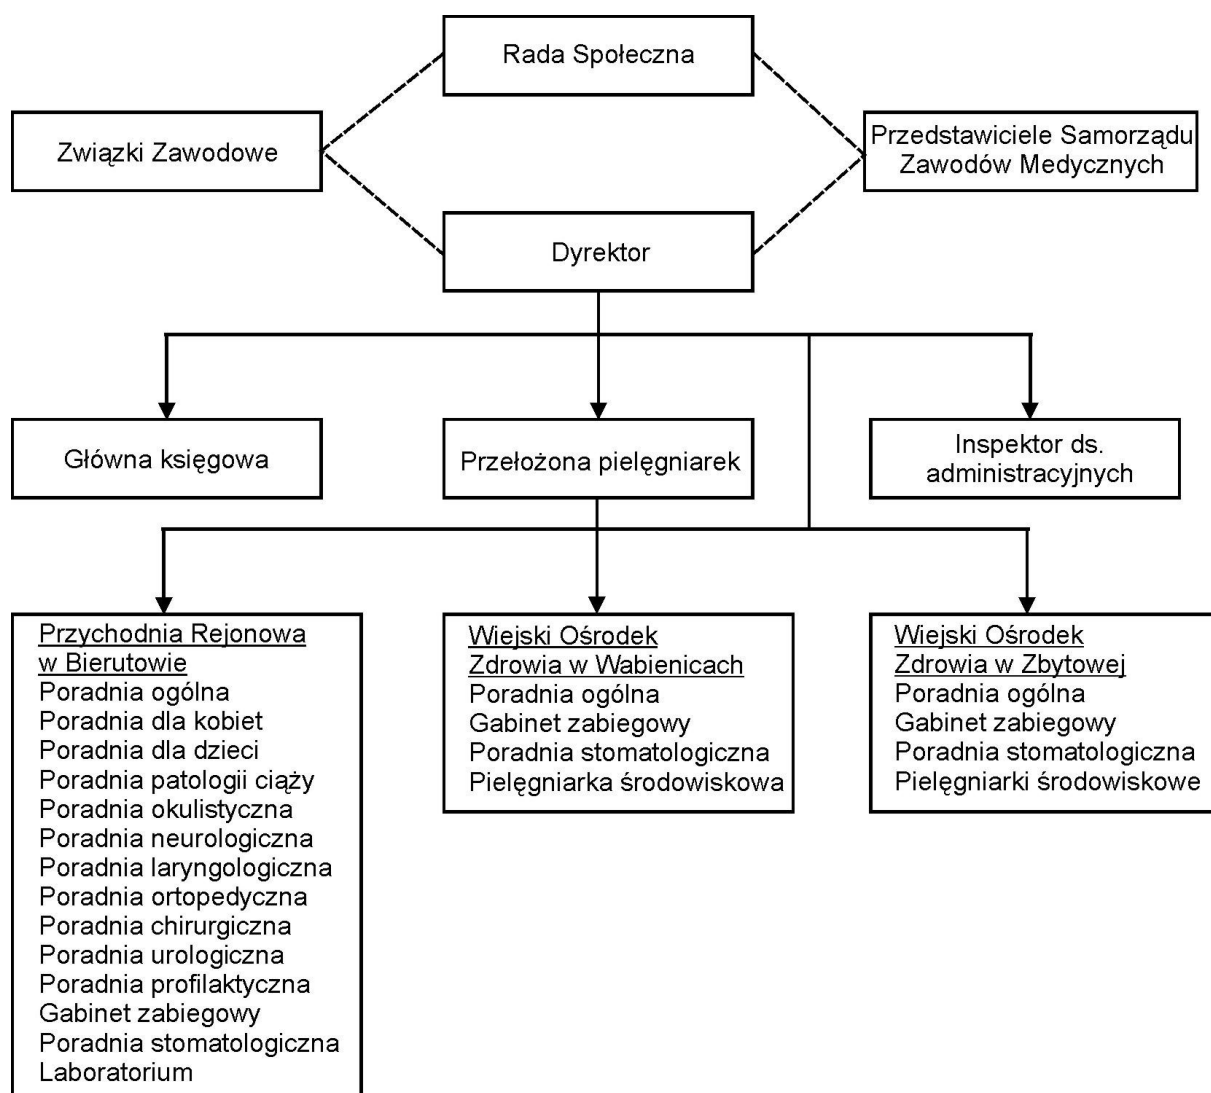 Rada Społeczna
Związki Zawodowe
Przedstawiciele Samorządu
Zawodów Medycznych
Dyrektor
Główna księgowa
Przełożona pielęgniarek
Inspektor ds.
administracyjnych
Przychodnia Rejonowa
w Bierutowie
Poradnia ogólna
Poradnia dla kobiet
Poradnia dla dzieci
Poradnia patologii ciąży
Poradnia okulistyczna
Poradnia neurologiczna
Poradnia laryngologiczna
Poradnia ortopedyczna
Poradnia chirurgiczna
Poradnia urologiczna
Poradnia profilaktyczna
Gabinet zabiegowy
Poradnia stomatologiczna
Laboratorium
Wiejski Ośrodek
Zdrowia w Wabienicach
Poradnia ogólna
Gabinet zabiegowy
Poradnia stomatologiczna
Pielęgniarka środowiskowa
Wiejski Ośrodek
Zdrowia w Zbytowej
Poradnia ogólna
Gabinet zabiegowy
Poradnia stomatologiczna
Pielęgniarki środowiskowe